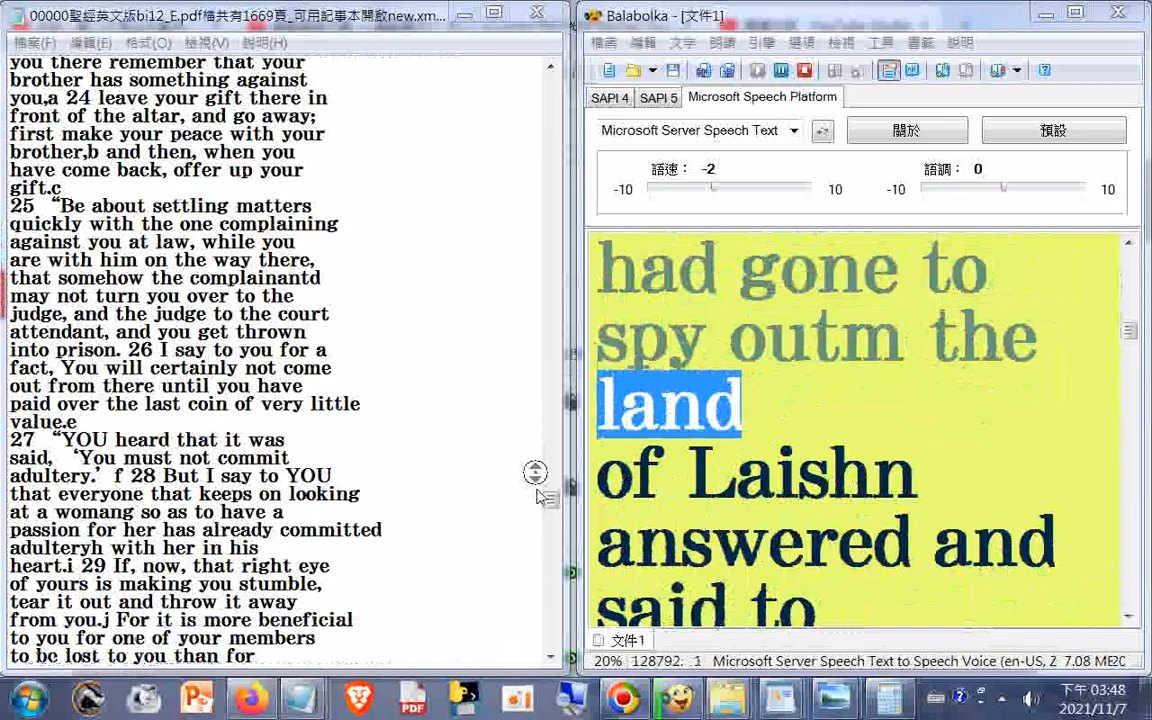 00000聖經英文版bi12_E.pdf檔共有1669頁_可用記事本開啟new.xm...
檔案(F) 編輯(E) 格式(O) 檢視(V) 說明(H)
you there remember that your
brother has something against
you,a 24 leave your gift there in
front of the altar, and go away;
first make your peace with your
brother,b and then, when you
have come back, offer up your
gift.c
25 “Be about settling matters
quickly with the one complaining
against you at law, while you
are with him on the way there,
that somehow the complainantd
may not turn you over to the
judge, and the judge to the court
attendant, and you get thrown
into prison. 26 I say to you for a
fact, You will certainly not come
out from there until you have
paid over the last coin of very little
value.e
27 “YOU heard that it was
said, ‘You must not commit
adultery.’ f 28 But I say to YOU
that everyone that keeps on looking
at a womang so as to have a
passion for her has already committed
adulteryh with her in his
heart.i 29 If, now, that right eye
of yours is making you stumble,
tear it out and throw it away
from you.j For it is more beneficial
to you for one of your members
to be lost to you than for
Balabolka - [文件1]
檔案 編輯 文字 朗讀 引擎 選項 檢視 工具 書籤 說明
SAPI 4 SAPI 5 Microsoft Speech Platform
Microsoft Server Speech Text 關於 預設
語速： -2 語調： 0
-10 10 -10 10
had gone to
spy outm the
land
of Laishn
answered and
said to
文件1
20% 128792: .1 Microsoft Server Speech Text to Speech Voice (en-US, Z 7.08 ME2C
PDF
下午 03:48
2021/11/7